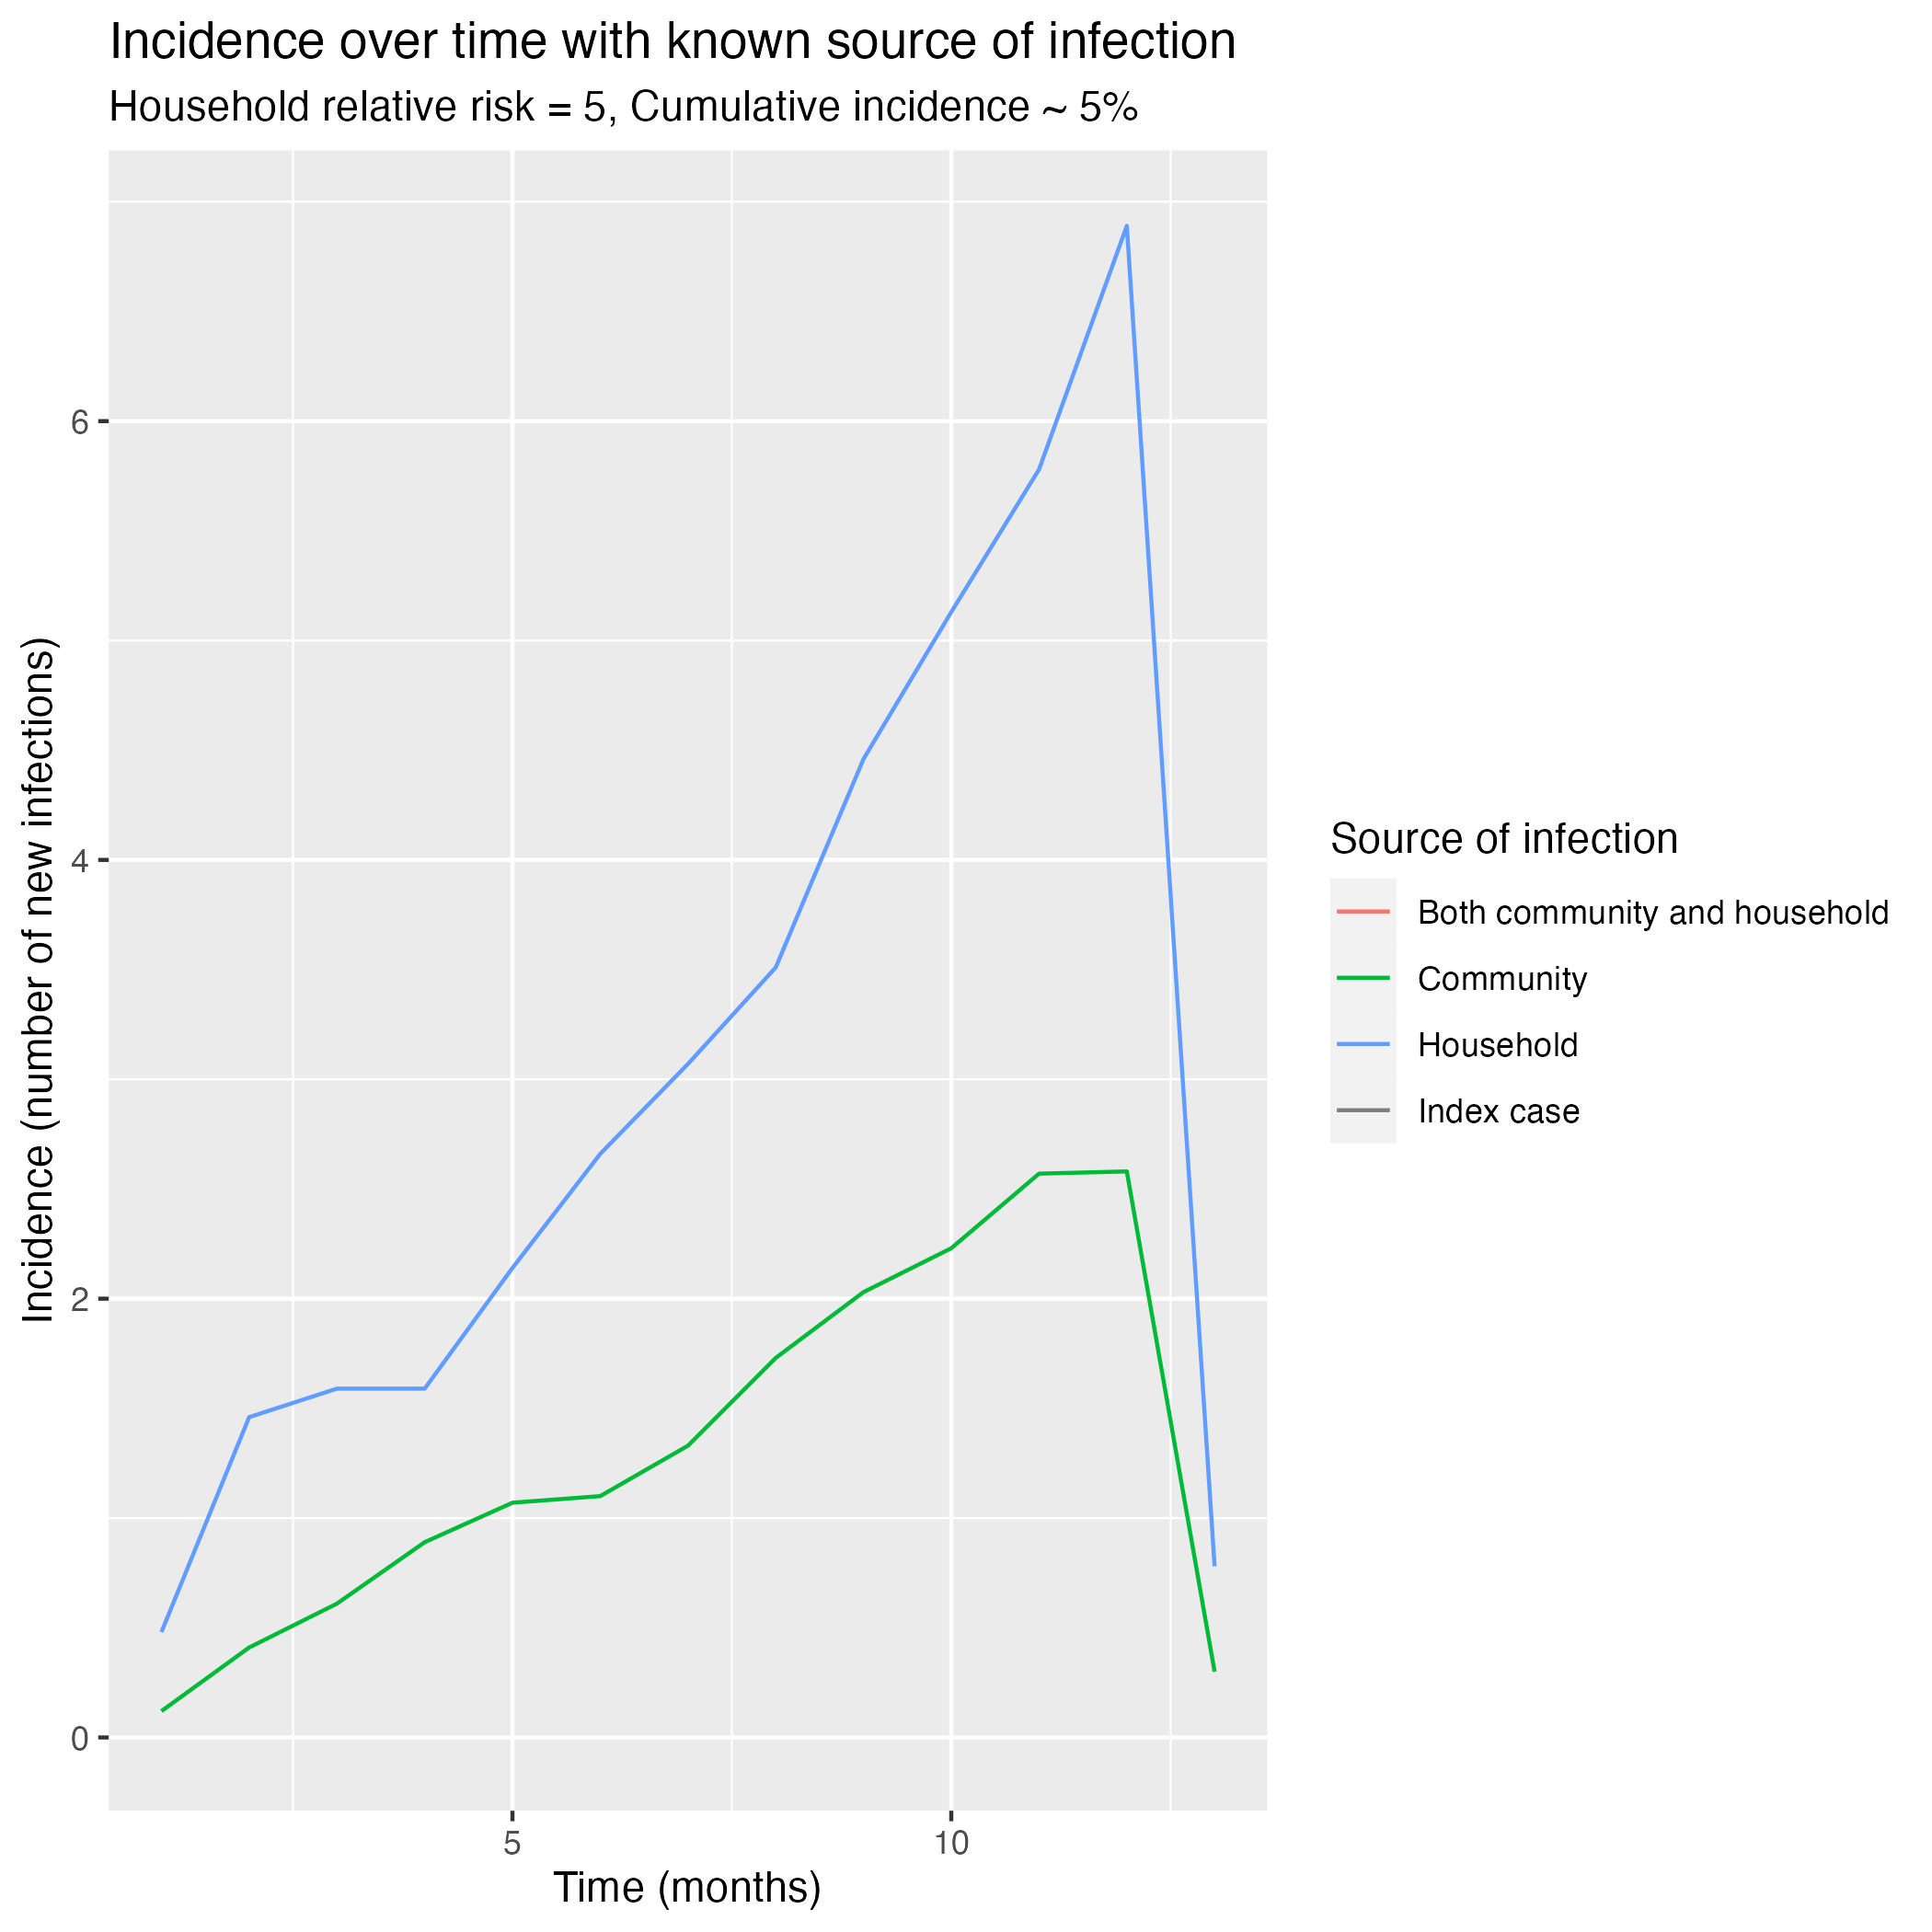 Incidence over time with known source of infection
Household relative risk = 5, Cumulative incidence ~ 5%
Incidence (number of new infections)
6
4
2
0
5
10
Time (months)
Source of infection
Both community and household
Community
Household
Index case